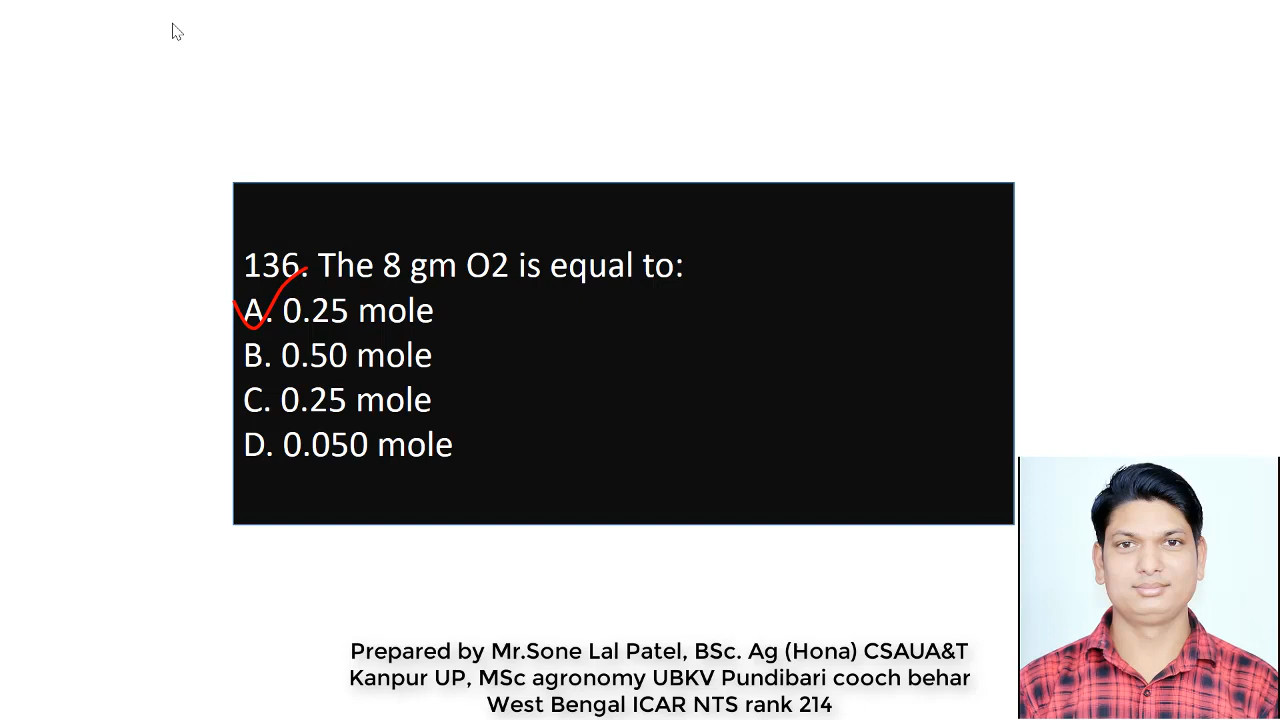 136. The 8 gm O2 is equal to:
A. 0.25 mole
B. 0.50 mole
C. 0.25 mole
D. 0.050 mole
Prepared by Mr.Sone Lal Patel, BSc. Ag (Hona) CSAUA&T
Kanpur UP, MSc agronomy UBKV Pundibari cooch behar
West Bengal ICAR NTS rank 214